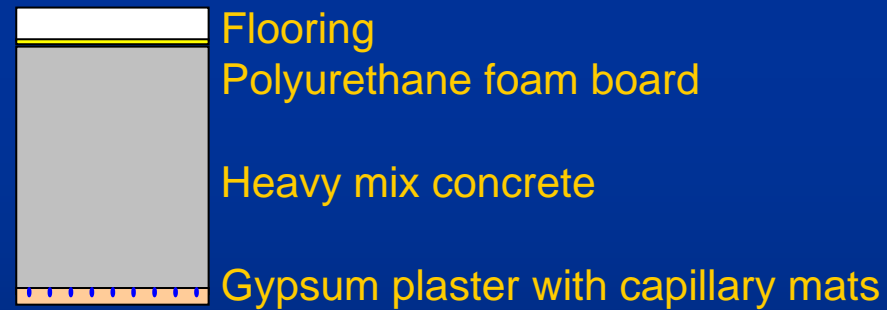 Flooring
Polyurethane foam board
Heavy mix concrete
Gypsum plaster with capillary mats